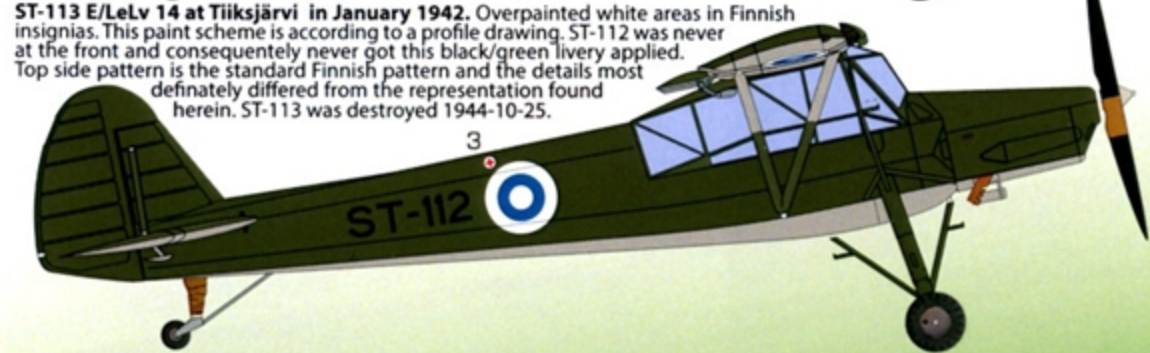 ST-113 E/LeLv 14 at Tiiksjärvi in January 1942. Overpainted white areas in Finnish
insignias. This paint scheme is according to a profile drawing. ST-112 was never
at the front and consequentely never got this black/green livery applied.
Top side pattern is the standard Finnish pattern and the details most
definately differed from the representation found
herein. ST-113 was destroyed 1944-10-25.
3
ST-112